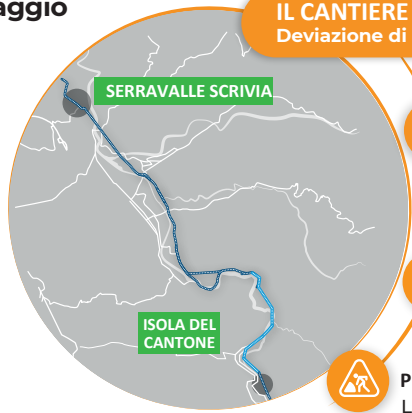 aggio
IL CANTIERE
Deviazione di
SERRAVALLE SCRIVIA
ISOLA DEL
CANTONE
P
L